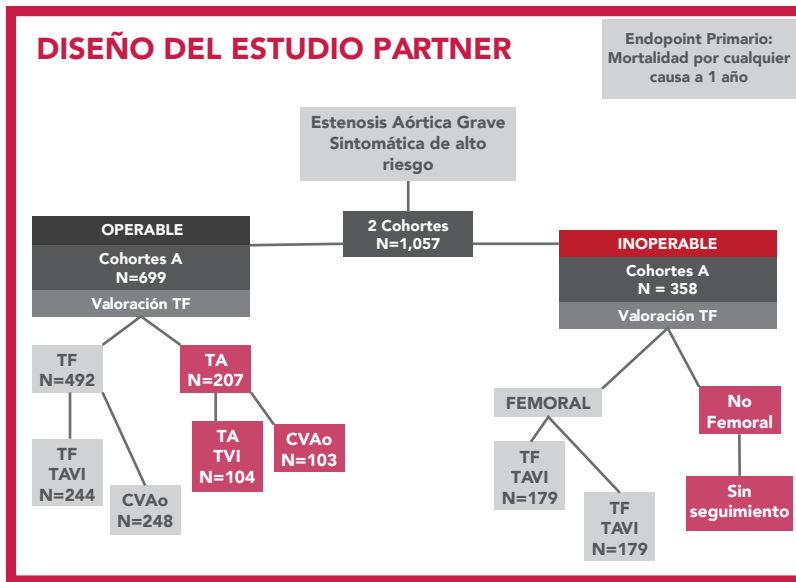 DISEÑO DEL ESTUDIO PARTNER
Endopoint Primario:
Mortalidad por cualquier
causa a 1 año
Estenosis Aórtica Grave
Sintomática de alto
riesgo
2 Cohortes
N=1,057
OPERABLE
Cohortes A
N=699
Valoración TF
INOPERABLE
Cohortes A
N = 358
Valoración TF
TF
N=492
TA
N=207
TF
TAVI
N=244
CVAo
N=248
TA
TVI
N=104
CVAo
N=103
FEMORAL
No
Femoral
TF
TAVI
N=179
TF
TAVI
N=179
Sin
seguimiento